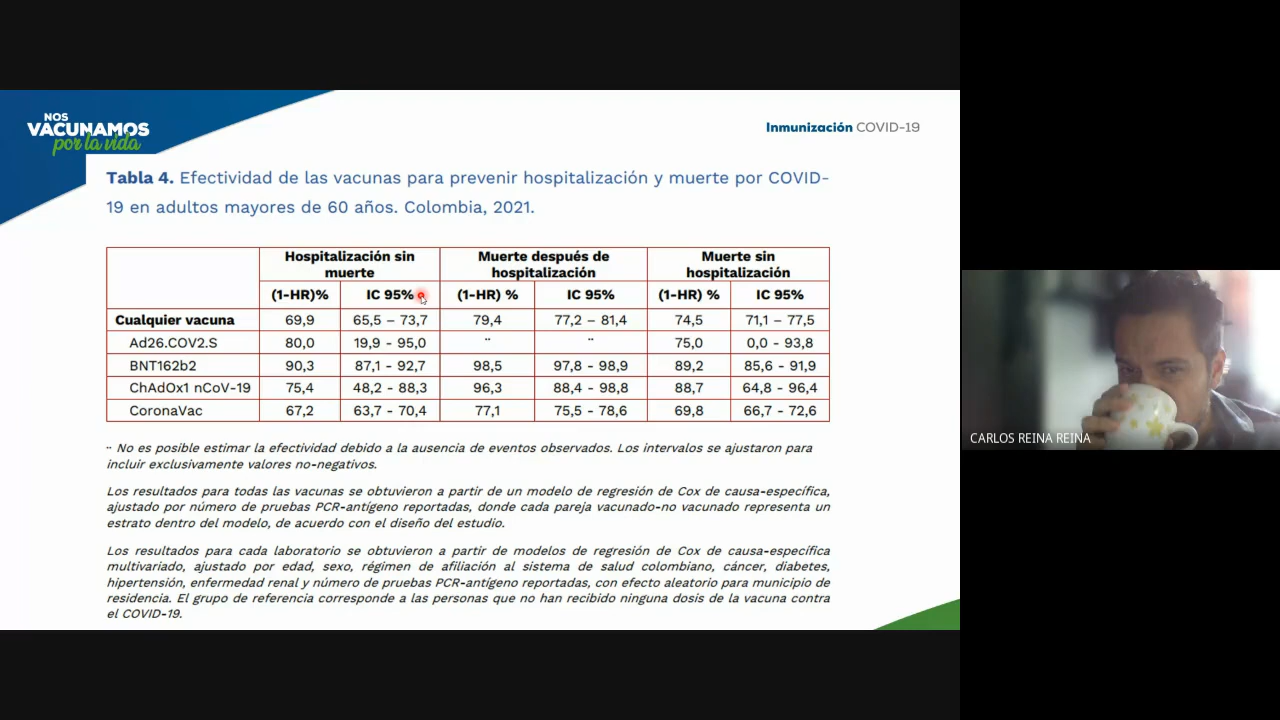 NOS
VACUNAMOS
por la vida
Inmunización COVID-19
Tabla 4. Efectividad de las vacunas para prevenir hospitalización y muerte por COVID-
19 en adultos mayores de 60 años. Colombia, 2021.
Hospitalización sin muerte Muerte después de hospitalización Muerte sin hospitalización
(1-HR)% IC 95% (1-HR) % IC 95% (1-HR) % IC 95%
Cualquier vacuna 69,9 65,5 – 73,7 79,4 77,2 – 81,4 74,5 71,1 – 77,5
Ad26.COV2.S 80,0 19,9 - 95,0 ¨ ¨ 75,0 0,0 - 93,8
BNT162b2 90,3 87,1 - 92,7 98,5 97,8 - 98,9 89,2 85,6 - 91,9
ChAdOx1 nCoV-19 75,4 48,2 - 88,3 96,3 88,4 - 98,8 88,7 64,8 - 96,4
CoronaVac 67,2 63,7 - 70,4 77,1 75,5 - 78,6 69,8 66,7 - 72,6
¨ No es posible estimar la efectividad debido a la ausencia de eventos observados. Los intervalos se ajustaron para
incluir exclusivamente valores no-negativos.
Los resultados para todas las vacunas se obtuvieron a partir de un modelo de regresión de Cox de causa-específica,
ajustado por número de pruebas PCR-antígeno reportadas, donde cada pareja vacunado-no vacunado representa un
estrato dentro del modelo, de acuerdo con el diseño del estudio.
Los resultados para cada laboratorio se obtuvieron a partir de modelos de regresión de Cox de causa-específica
multivariado, ajustado por edad, sexo, régimen de afiliación al sistema de salud colombiano, cáncer, diabetes,
hipertensión, enfermedad renal y número de pruebas PCR-antígeno reportadas, con efecto aleatorio para municipio de
residencia. El grupo de referencia corresponde a las personas que no han recibido ninguna dosis de la vacuna contra
el COVID-19.
CARLOS REINA REINA